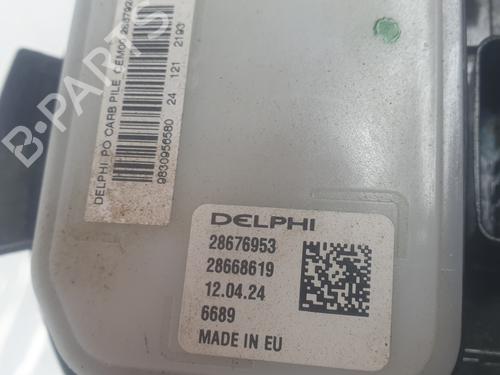 DELPHI PO CARB PILE
9830956580 24 121 2193
DELPHI
28676953
28668619
12.04.24
6689
MADE IN EU
B-PARTS